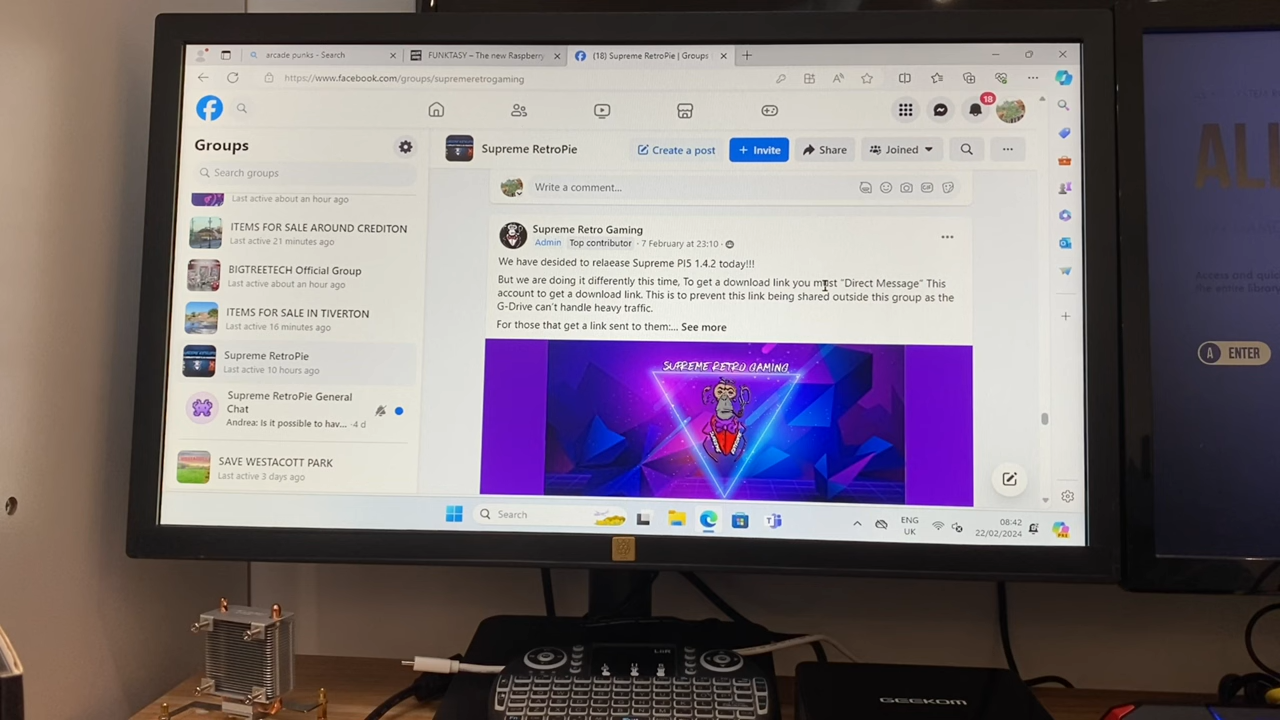 arcade punks - Search
FUNKTASY – The new Raspberry
(18) Supreme RetroPie | Groups
https://www.facebook.com/groups/supremeretrogaming
18
Groups
Search groups
Last active about an hour ago
ITEMS FOR SALE AROUND CREDITON
Last active 21 minutes ago
BIGTREETECH Official Group
Last active about an hour ago
ITEMS FOR SALE IN TIVERTON
Last active 16 minutes ago
Supreme RetroPie
Last active 10 hours ago
Supreme RetroPie General
Chat
Andrea: Is it possible to hav... · 4 d
SAVE WESTACOTT PARK
Last active 3 days ago
Supreme RetroPie
Create a post
+ Invite
Share
Joined
Write a comment...
GIF
Supreme Retro Gaming
Admin Top contributor · 7 February at 23:10 ·
We have desided to relaease Supreme PI5 1.4.2 today!!!
But we are doing it differently this time, To get a download link you must "Direct Message" This
account to get a download link. This is to prevent this link being shared outside this group as the
G-Drive can't handle heavy traffic.
For those that get a link sent to them:... See more
SUPREME RETRO GAMING
Search
ENG
UK
08:42
22/02/2024
AL
Access and quic
the entire library
A ENTER
GEEKOM